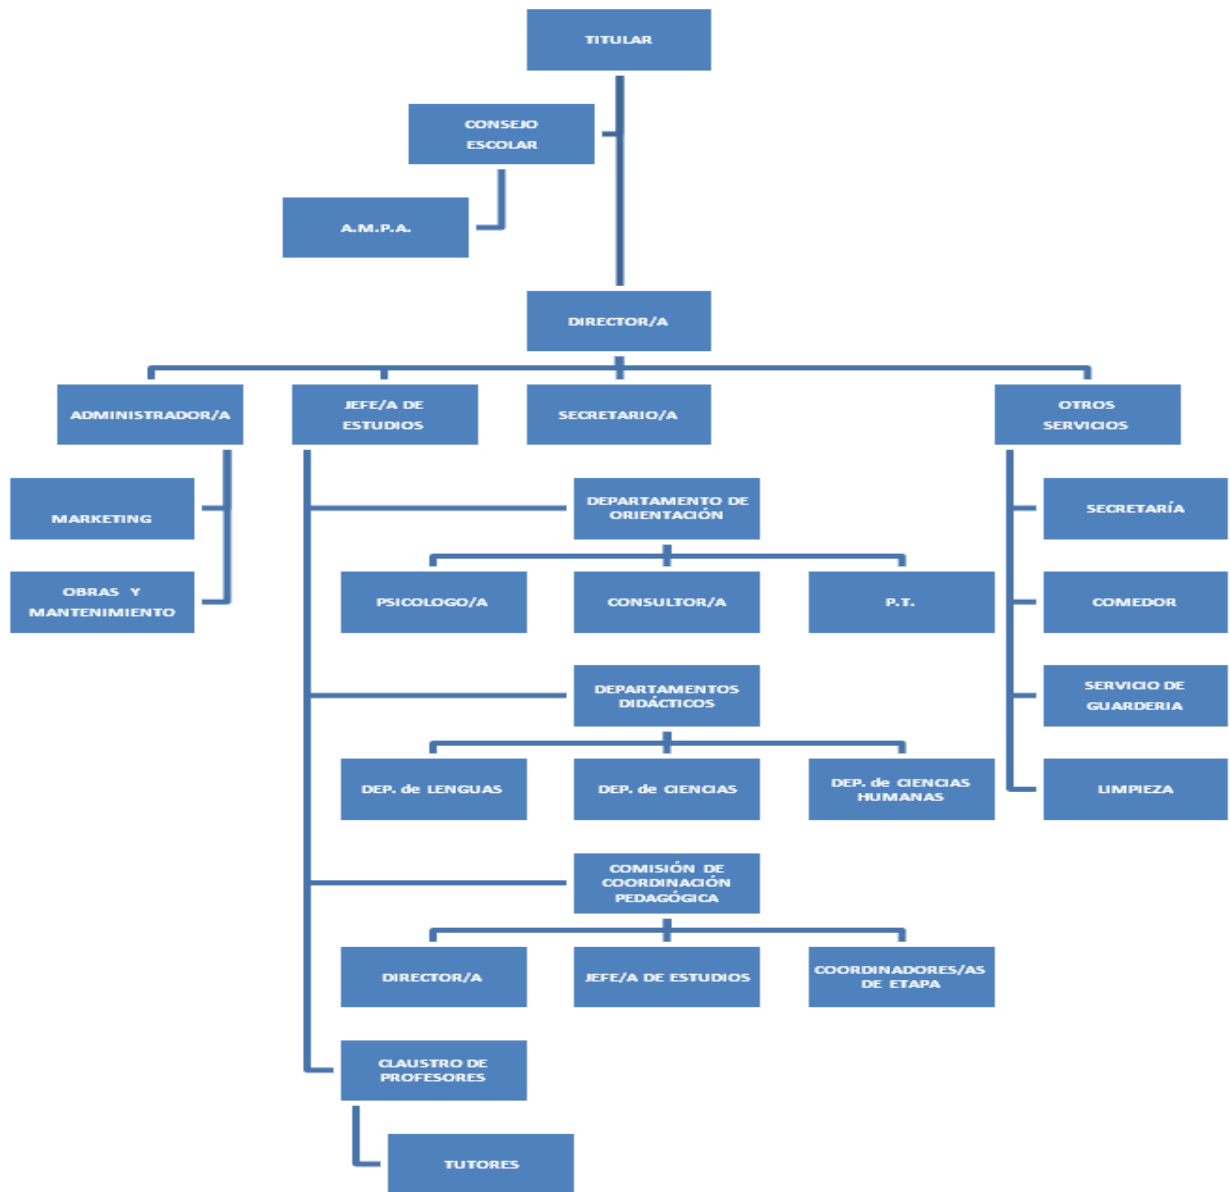 TITULAR
CONSEJO
ESCOLAR
A.M.P.A.
DIRECTOR/A
ADMINISTRADOR/A
JEFE/A DE
ESTUDIOS
SECRETARIO/A
OTROS
SERVICIOS
MARKETING
OBRAS Y
MANTENIMIENTO
DEPARTAMENTO DE
ORIENTACIÓN
PSICOLOGO/A
CONSULTOR/A
P.T.
DEPARTAMENTOS
DIDÁCTICOS
DEP. de LENGUAS
DEP. de CIENCIAS
DEP. de CIENCIAS
HUMANAS
COMISIÓN DE
COORDINACIÓN
PEDAGÓGICA
DIRECTOR/A
JEFE/A DE ESTUDIOS
COORDINADORES/AS
DE ETAPA
CLAUSTRO DE
PROFESORES
TUTORES
SECRETARÍA
COMEDOR
SERVICIO DE
GUARDERIA
LIMPIEZA